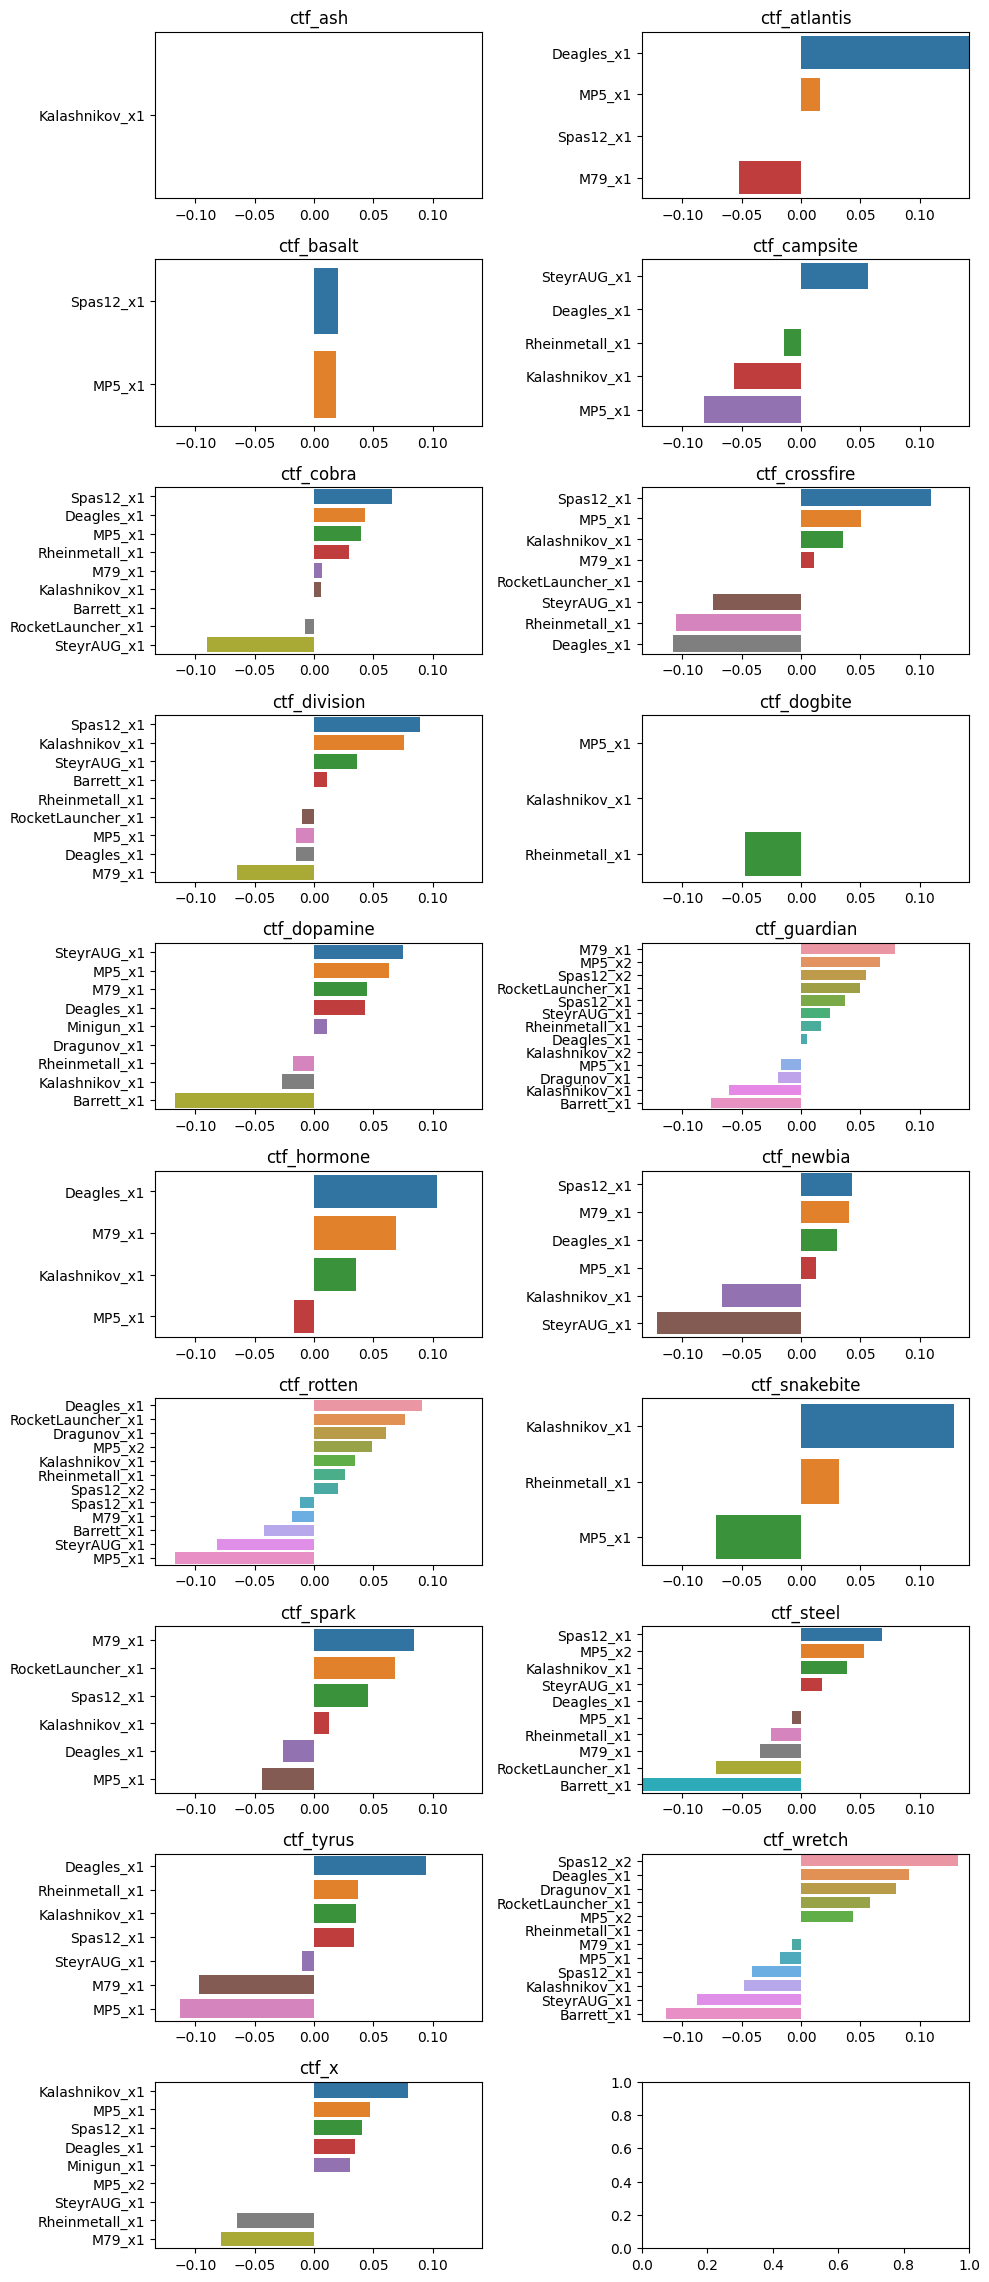 ctf_ash
Kalashnikov_x1
−0.10 −0.05 0.00 0.05 0.10
ctf_atlantis
Deagles_x1
MP5_x1
Spas12_x1
M79_x1
−0.10 −0.05 0.00 0.05 0.10
ctf_basalt
Spas12_x1
MP5_x1
−0.10 −0.05 0.00 0.05 0.10
ctf_campsite
SteyrAUG_x1
Deagles_x1
Rheinmetall_x1
Kalashnikov_x1
MP5_x1
−0.10 −0.05 0.00 0.05 0.10
ctf_cobra
Spas12_x1
Deagles_x1
MP5_x1
Rheinmetall_x1
M79_x1
Kalashnikov_x1
Barrett_x1
RocketLauncher_x1
SteyrAUG_x1
−0.10 −0.05 0.00 0.05 0.10
ctf_crossfire
Spas12_x1
MP5_x1
Kalashnikov_x1
M79_x1
RocketLauncher_x1
SteyrAUG_x1
Rheinmetall_x1
Deagles_x1
−0.10 −0.05 0.00 0.05 0.10
ctf_division
Spas12_x1
Kalashnikov_x1
SteyrAUG_x1
Barrett_x1
Rheinmetall_x1
RocketLauncher_x1
MP5_x1
Deagles_x1
M79_x1
−0.10 −0.05 0.00 0.05 0.10
ctf_dogbite
MP5_x1
Kalashnikov_x1
Rheinmetall_x1
−0.10 −0.05 0.00 0.05 0.10
ctf_dopamine
SteyrAUG_x1
MP5_x1
M79_x1
Deagles_x1
Minigun_x1
Dragunov_x1
Rheinmetall_x1
Kalashnikov_x1
Barrett_x1
−0.10 −0.05 0.00 0.05 0.10
ctf_guardian
M79_x1
MP5_x2
Spas12_x2
RocketLauncher_x1
Spas12_x1
SteyrAUG_x1
Rheinmetall_x1
Deagles_x1
Kalashnikov_x2
MP5_x1
Dragunov_x1
Kalashnikov_x1
Barrett_x1
−0.10 −0.05 0.00 0.05 0.10
ctf_hormone
Deagles_x1
M79_x1
Kalashnikov_x1
MP5_x1
−0.10 −0.05 0.00 0.05 0.10
ctf_newbia
Spas12_x1
M79_x1
Deagles_x1
MP5_x1
Kalashnikov_x1
SteyrAUG_x1
−0.10 −0.05 0.00 0.05 0.10
ctf_rotten
Deagles_x1
RocketLauncher_x1
Dragunov_x1
MP5_x2
Kalashnikov_x1
Rheinmetall_x1
Spas12_x2
Spas12_x1
M79_x1
Barrett_x1
SteyrAUG_x1
MP5_x1
−0.10 −0.05 0.00 0.05 0.10
ctf_snakebite
Kalashnikov_x1
Rheinmetall_x1
MP5_x1
−0.10 −0.05 0.00 0.05 0.10
ctf_spark
M79_x1
RocketLauncher_x1
Spas12_x1
Kalashnikov_x1
Deagles_x1
MP5_x1
−0.10 −0.05 0.00 0.05 0.10
ctf_steel
Spas12_x1
MP5_x2
Kalashnikov_x1
SteyrAUG_x1
Deagles_x1
MP5_x1
Rheinmetall_x1
M79_x1
RocketLauncher_x1
Barrett_x1
−0.10 −0.05 0.00 0.05 0.10
ctf_tyrus
Deagles_x1
Rheinmetall_x1
Kalashnikov_x1
Spas12_x1
SteyrAUG_x1
M79_x1
MP5_x1
−0.10 −0.05 0.00 0.05 0.10
ctf_wretch
Spas12_x2
Deagles_x1
Dragunov_x1
RocketLauncher_x1
MP5_x2
Rheinmetall_x1
M79_x1
MP5_x1
Spas12_x1
Kalashnikov_x1
SteyrAUG_x1
Barrett_x1
−0.10 −0.05 0.00 0.05 0.10
ctf_x
Kalashnikov_x1
MP5_x1
Spas12_x1
Deagles_x1
Minigun_x1
MP5_x2
SteyrAUG_x1
Rheinmetall_x1
M79_x1
−0.10 −0.05 0.00 0.05 0.10
1.0
0.8
0.6
0.4
0.2
0.0
0.0 0.2 0.4 0.6 0.8 1.0